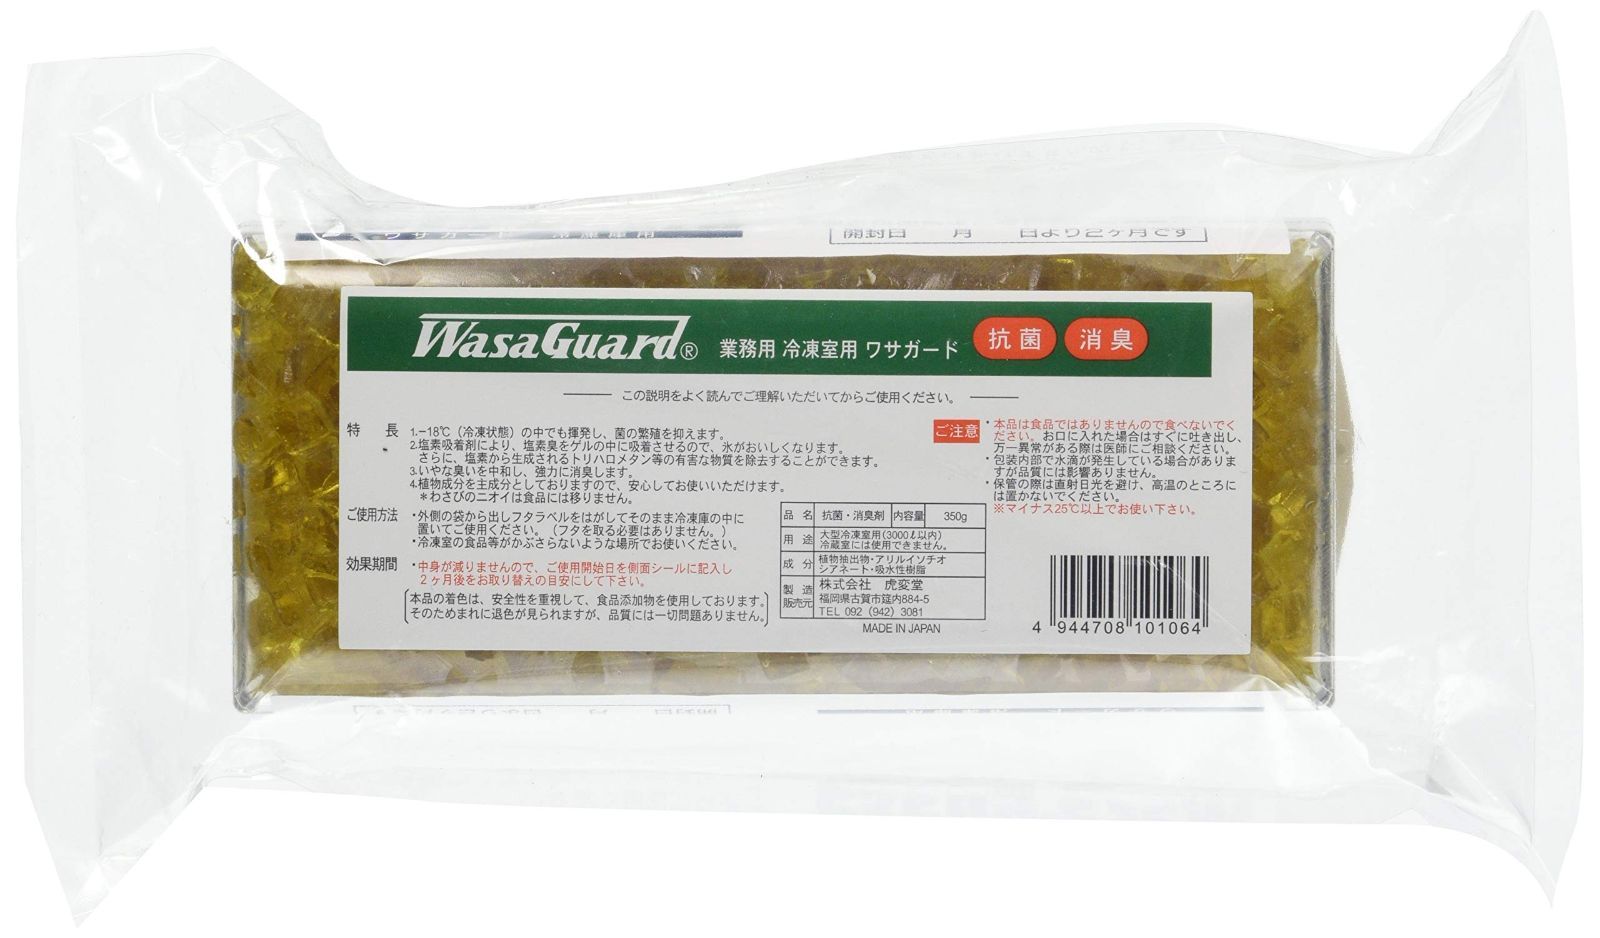 開封日 月 日より2ヶ月です
WasaGuard® 業務用 冷凍室用 ワサガード 抗菌 消臭
この説明をよく読んでご理解いただいてからご使用ください。
特長 1.−18℃（冷凍状態）の中でも揮発し、菌の繁殖を抑えます。
2.塩素吸着剤により、塩素臭をゲルの中に吸着させるので、氷がおいしくなります。
さらに、塩素から生成されるトリハロメタン等の有害な物質を除去することができます。
3.いやな臭いを中和し、強力に消臭します。
4.植物成分を主成分としておりますので、安心してお使いいただけます。
＊わさびのニオイは食品には移りません。
ご使用方法 ・外側の袋から出しフタラベルをはがしてそのまま冷凍庫の中に
置いてご使用ください。（フタを取る必要はありません。）
・冷凍室の食品等がかぶさらないような場所でお使いください。
効果期間 ・中身が減りませんので、ご使用開始日を側面シールに記入し
２ヶ月後をお取り替えの目安にして下さい。
本品の着色は、安全性を重視して、食品添加物を使用しております。
そのためまれに退色が見られますが、品質には一切問題ありません。
ご注意 ・本品は食品ではありませんので食べないでく
ださい。お口に入れた場合はすぐに吐き出し、
万一異常がある際は医師にご相談ください。
・包装内部で水滴が発生している場合がありま
すが品質には影響ありません。
・保管の際は直射日光を避け、高温のところに
は置かないでください。
※マイナス25℃以上でお使い下さい。
品名 抗菌・消臭剤 内容量 350g
用途 大型冷凍室用(3000ℓ以内)
冷蔵室には使用できません。
成分 植物抽出物・アリルイソチオ
シアネート・吸水性樹脂
製造販売元 株式会社 虎変堂
福岡県古賀市筵内884-5
TEL 092（942）3081
MADE IN JAPAN
4 944708 101064